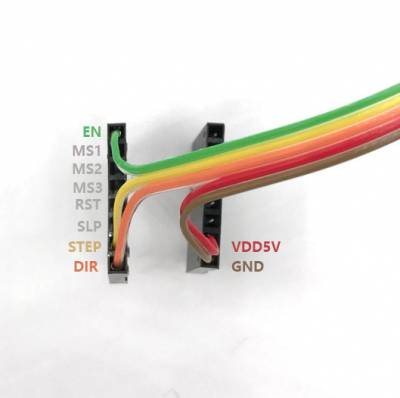 EN
MS1
MS2
MS3
RST
SLP
STEP
DIR
VDD5V
GND